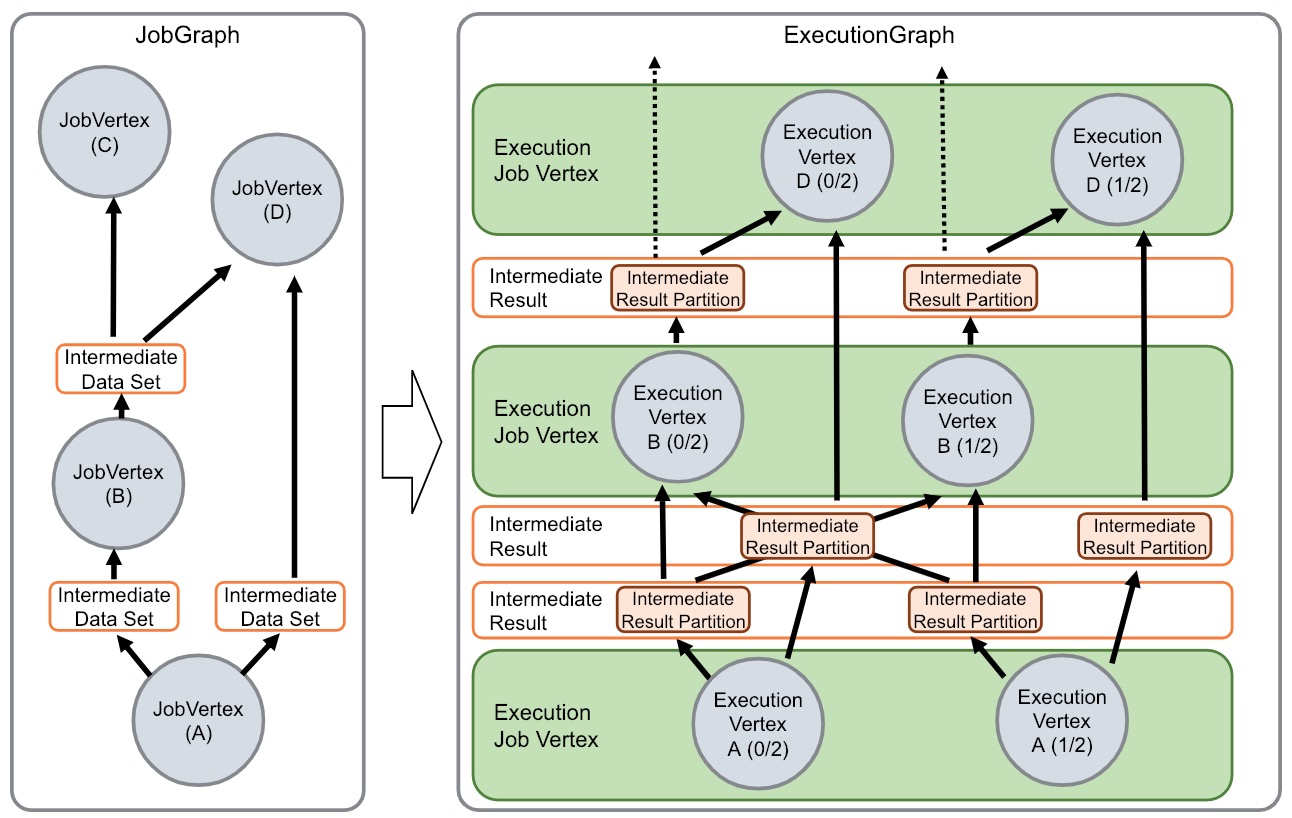 JobGraph
JobVertex
(C)
JobVertex
(D)
Intermediate
Data Set
JobVertex
(B)
Intermediate
Data Set
Intermediate
Data Set
JobVertex
(A)
ExecutionGraph
Execution
Job Vertex
Execution
Vertex
D (0/2)
Execution
Vertex
D (1/2)
Intermediate
Result
Intermediate
Result Partition
Intermediate
Result Partition
Execution
Job Vertex
Execution
Vertex
B (0/2)
Execution
Vertex
B (1/2)
Intermediate
Result
Intermediate
Result Partition
Intermediate
Result Partition
Intermediate
Result
Intermediate
Result Partition
Intermediate
Result Partition
Execution
Job Vertex
Execution
Vertex
A (0/2)
Execution
Vertex
A (1/2)